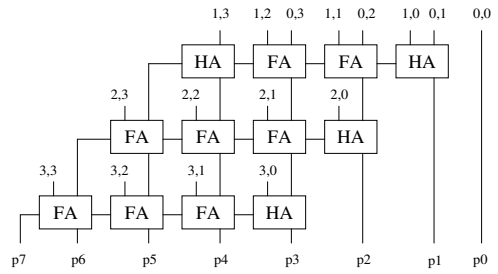 1,3 1,2 0,3 1,1 0,2 1,0 0,1 0,0
HA FA FA HA
2,3 2,2 2,1 2,0
FA FA FA HA
3,3 3,2 3,1 3,0
FA FA FA HA
p7 p6 p5 p4 p3 p2 p1 p0